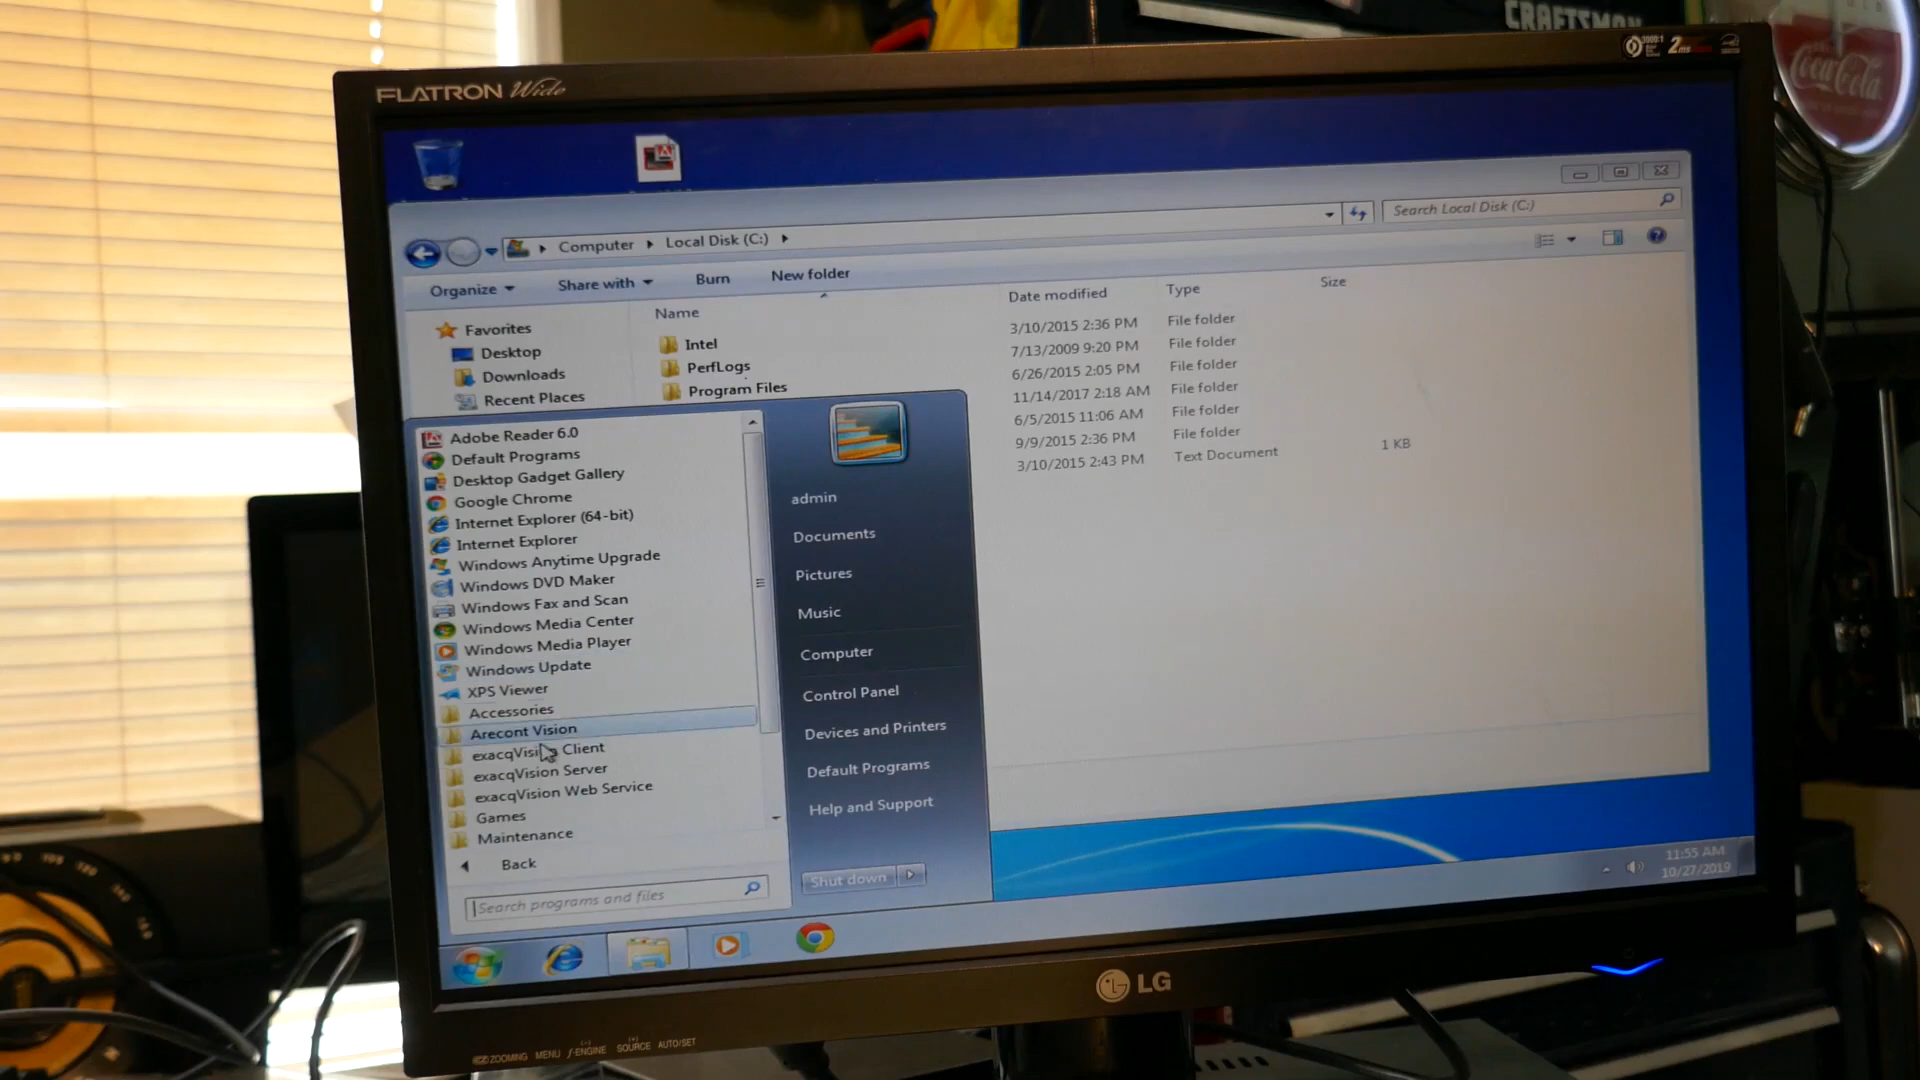 CRAFTSMAN
FLATRON Wide
3000:1
2ms
Coca-Cola
Search Local Disk (C:)
Computer
Local Disk (C:)
Organize
Share with
Burn
New folder
Name
Date modified
Type
Size
Favorites
Desktop
Downloads
Recent Places
Intel
3/10/2015 2:36 PM
File folder
PerfLogs
7/13/2009 9:20 PM
File folder
Program Files
6/26/2015 2:05 PM
File folder
11/14/2017 2:18 AM
File folder
6/5/2015 11:06 AM
File folder
9/9/2015 2:36 PM
File folder
3/10/2015 2:43 PM
Text Document
1 KB
Adobe Reader 6.0
Default Programs
Desktop Gadget Gallery
Google Chrome
Internet Explorer (64-bit)
Internet Explorer
Windows Anytime Upgrade
Windows DVD Maker
Windows Fax and Scan
Windows Media Center
Windows Media Player
Windows Update
XPS Viewer
Accessories
Arecont Vision
exacqVision Client
exacqVision Server
exacqVision Web Service
Games
Maintenance
Back
Search programs and files
admin
Documents
Pictures
Music
Computer
Control Panel
Devices and Printers
Default Programs
Help and Support
Shut down
11:55 AM
10/27/2019
LG
ZOOMING
MENU
f-ENGINE
SOURCE
AUTO/SET